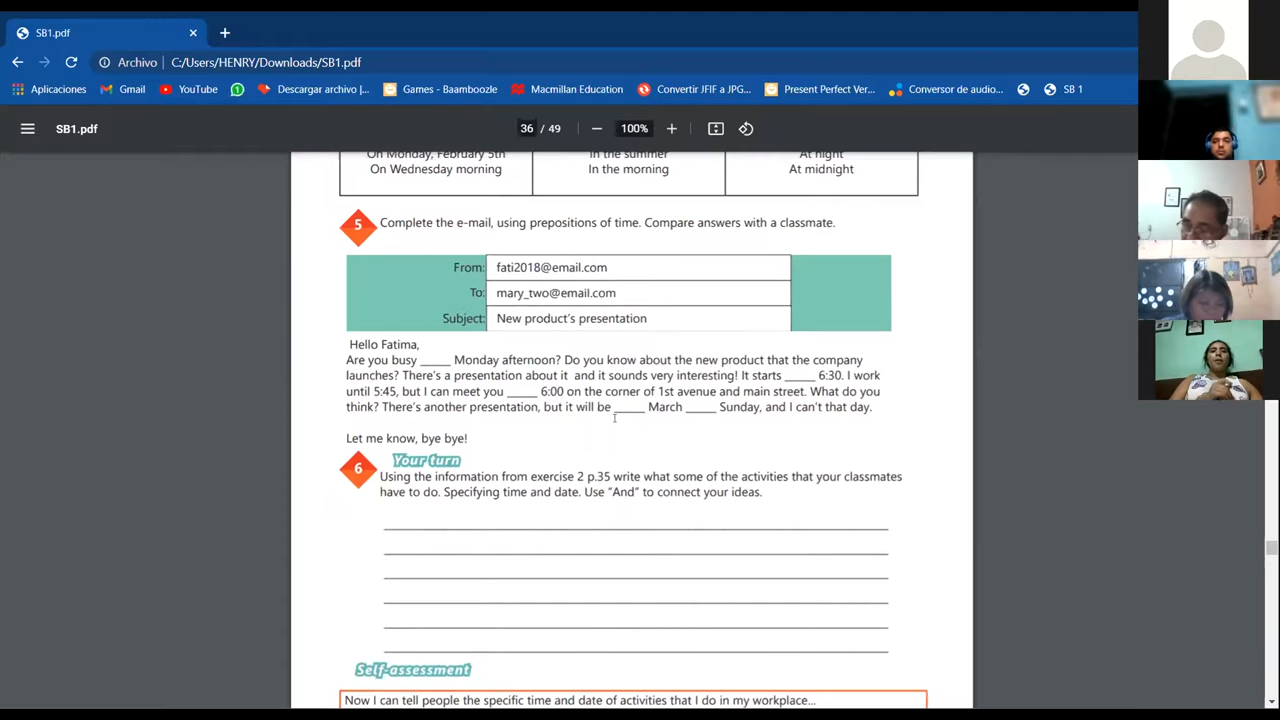 SB1.pdf
Archivo C:/Users/HENRY/Downloads/SB1.pdf
Aplicaciones Gmail YouTube Descargar archivo |... Games - Baamboozle Macmillan Education Convertir JFIF a JPG... Present Perfect Ver... Conversor de audio... SB 1
SB1.pdf 36 / 49 100%
On Monday, February 5th In the summer At night
On Wednesday morning In the morning At midnight
5 Complete the e-mail, using prepositions of time. Compare answers with a classmate.
From: fati2018@email.com
To: mary_two@email.com
Subject: New product's presentation
Hello Fatima,
Are you busy _____ Monday afternoon? Do you know about the new product that the company
launches? There's a presentation about it and it sounds very interesting! It starts _____ 6:30. I work
until 5:45, but I can meet you _____ 6:00 on the corner of 1st avenue and main street. What do you
think? There's another presentation, but it will be _____ March _____ Sunday, and I can't that day.
Let me know, bye bye!
6 Your turn
Using the information from exercise 2 p.35 write what some of the activities that your classmates
have to do. Specifying time and date. Use "And" to connect your ideas.
Self-assessment
Now I can tell people the specific time and date of activities that I do in my workplace...